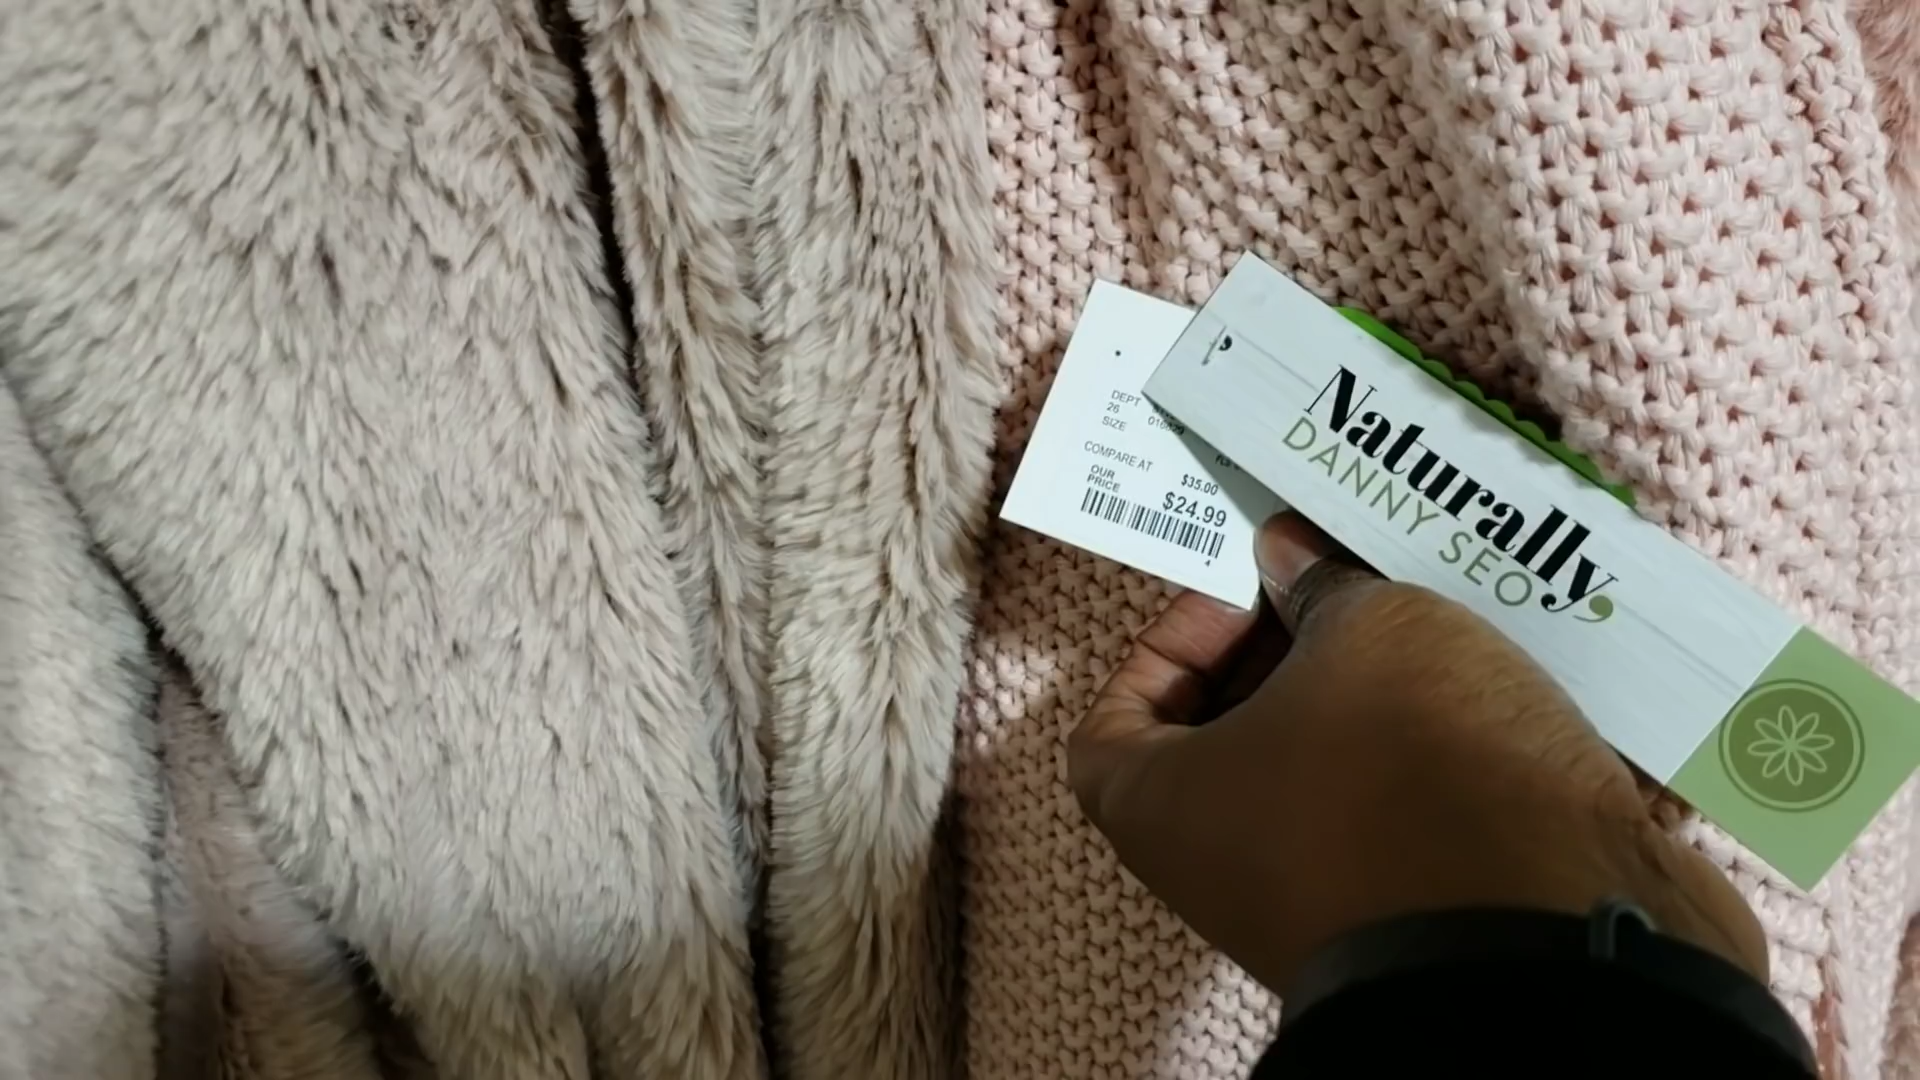 DEPT
26
SIZE
COMPARE AT
$35.00
OUR
PRICE
$24.99
4
Naturally,
DANNY SEO